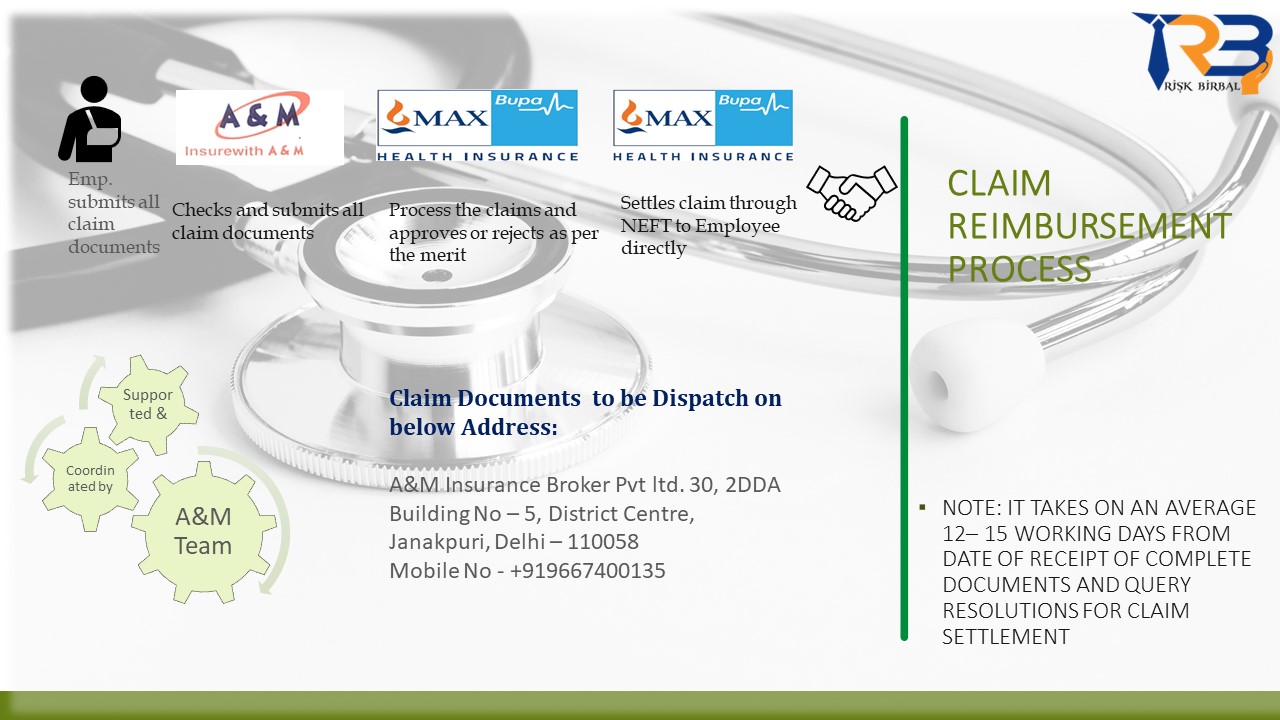 RB
RISK BIRBAL
A & M
Insurewith A & M
MAX Bupa
HEALTH INSURANCE
MAX Bupa
HEALTH INSURANCE
Emp.
submits all
claim
documents
Checks and submits all
claim documents
Process the claims and
approves or rejects as per
the merit
Settles claim through
NEFT to Employee
directly
CLAIM
REIMBURSEMENT
PROCESS
Suppor
ted &
Coordin
ated by
A&M
Team
Claim Documents to be Dispatch on
below Address:
A&M Insurance Broker Pvt ltd. 30, 2DDA
Building No – 5, District Centre,
Janakpuri, Delhi – 110058
Mobile No - +919667400135
▪ NOTE: IT TAKES ON AN AVERAGE
12– 15 WORKING DAYS FROM
DATE OF RECEIPT OF COMPLETE
DOCUMENTS AND QUERY
RESOLUTIONS FOR CLAIM
SETTLEMENT